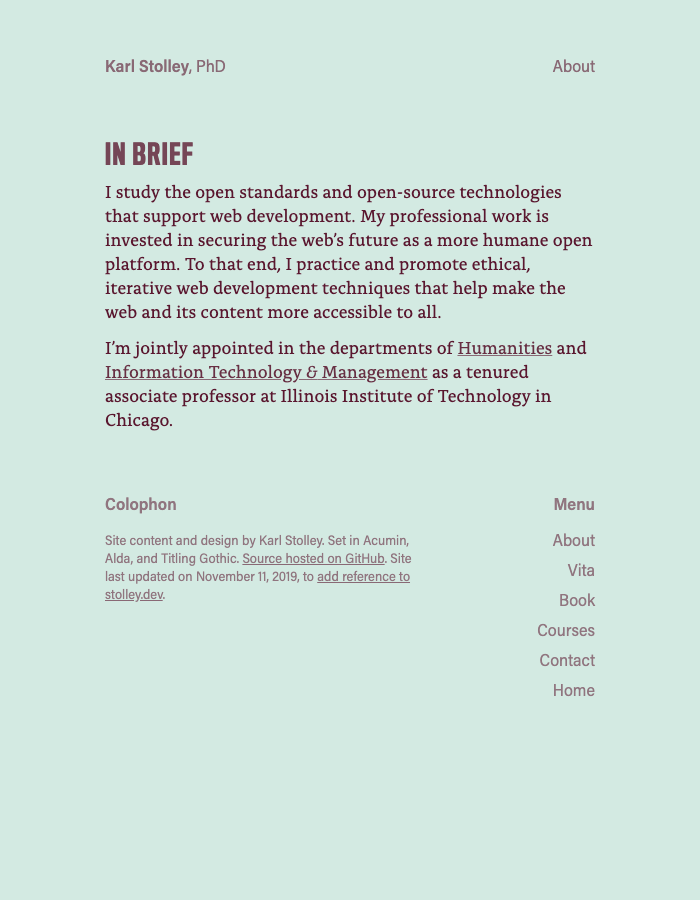 Karl Stolley, PhD
About
IN BRIEF
I study the open standards and open-source technologies
that support web development. My professional work is
invested in securing the web’s future as a more humane open
platform. To that end, I practice and promote ethical,
iterative web development techniques that help make the
web and its content more accessible to all.
I’m jointly appointed in the departments of Humanities and
Information Technology & Management as a tenured
associate professor at Illinois Institute of Technology in
Chicago.
Colophon
Site content and design by Karl Stolley. Set in Acumin,
Alda, and Titling Gothic. Source hosted on GitHub. Site
last updated on November 11, 2019, to add reference to
stolley.dev.
Menu
About
Vita
Book
Courses
Contact
Home